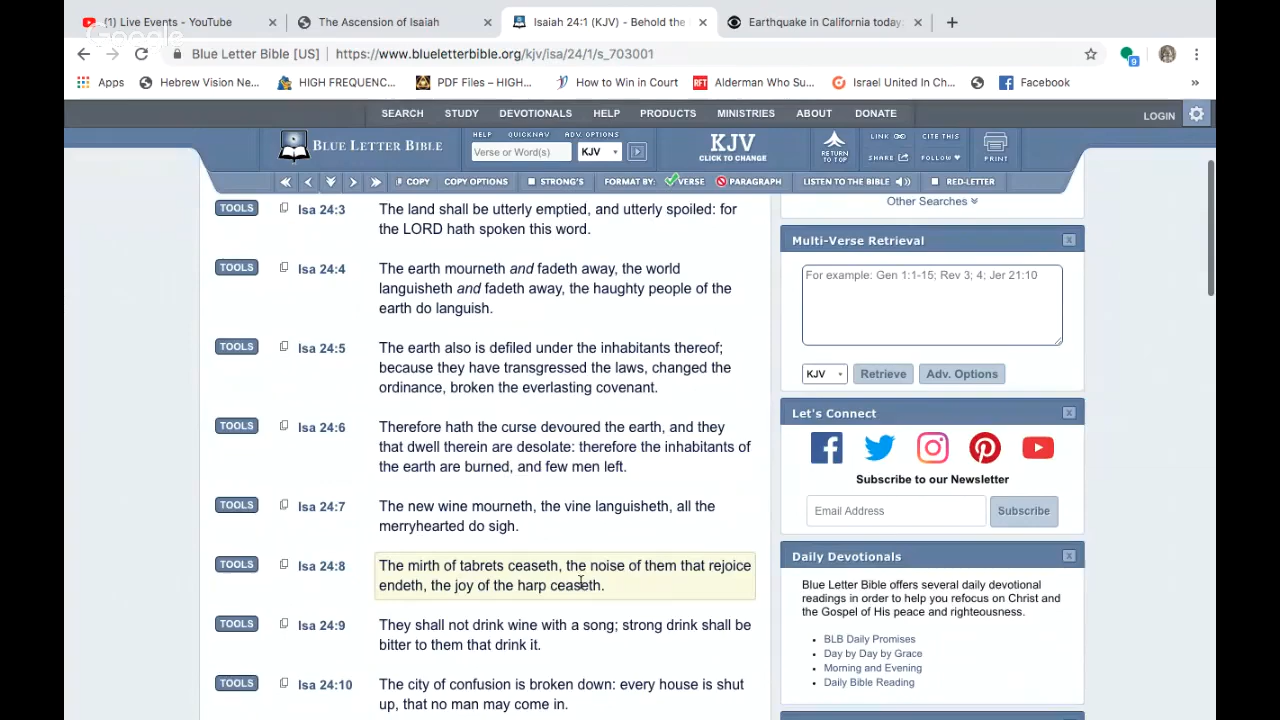 (1) Live Events - YouTube
The Ascension of Isaiah
Isaiah 24:1 (KJV) - Behold the
Earthquake in California today:
Google
Blue Letter Bible [US]
https://www.blueletterbible.org/kjv/isa/24/1/s_703001
9
Apps
Hebrew Vision Ne...
HIGH FREQUENC...
PDF Files – HIGH...
How to Win in Court
RFT
Alderman Who Su...
Israel United In Ch...
Facebook
»
SEARCH STUDY DEVOTIONALS HELP PRODUCTS MINISTRIES ABOUT DONATE
LOGIN
BLUE LETTER BIBLE
HELP QUICKNAV ADV. OPTIONS
Verse or Word(s)
KJV
KJV
CLICK TO CHANGE
RETURN
TO TOP
LINK
CITE THIS
SHARE
FOLLOW
PRINT
COPY COPY OPTIONS STRONG'S FORMAT BY: VERSE PARAGRAPH LISTEN TO THE BIBLE RED-LETTER
TOOLS Isa 24:3 The land shall be utterly emptied, and utterly spoiled: for
the LORD hath spoken this word.
TOOLS Isa 24:4 The earth mourneth and fadeth away, the world
languisheth and fadeth away, the haughty people of the
earth do languish.
TOOLS Isa 24:5 The earth also is defiled under the inhabitants thereof;
because they have transgressed the laws, changed the
ordinance, broken the everlasting covenant.
TOOLS Isa 24:6 Therefore hath the curse devoured the earth, and they
that dwell therein are desolate: therefore the inhabitants of
the earth are burned, and few men left.
TOOLS Isa 24:7 The new wine mourneth, the vine languisheth, all the
merryhearted do sigh.
TOOLS Isa 24:8 The mirth of tabrets ceaseth, the noise of them that rejoice
endeth, the joy of the harp ceaseth.
TOOLS Isa 24:9 They shall not drink wine with a song; strong drink shall be
bitter to them that drink it.
TOOLS Isa 24:10 The city of confusion is broken down: every house is shut
up, that no man may come in.
Other Searches
Multi-Verse Retrieval
For example: Gen 1:1-15; Rev 3; 4; Jer 21:10
KJV
Retrieve
Adv. Options
Let's Connect
Subscribe to our Newsletter
Email Address
Subscribe
Daily Devotionals
Blue Letter Bible offers several daily devotional
readings in order to help you refocus on Christ and
the Gospel of His peace and righteousness.
• BLB Daily Promises
• Day by Day by Grace
• Morning and Evening
• Daily Bible Reading